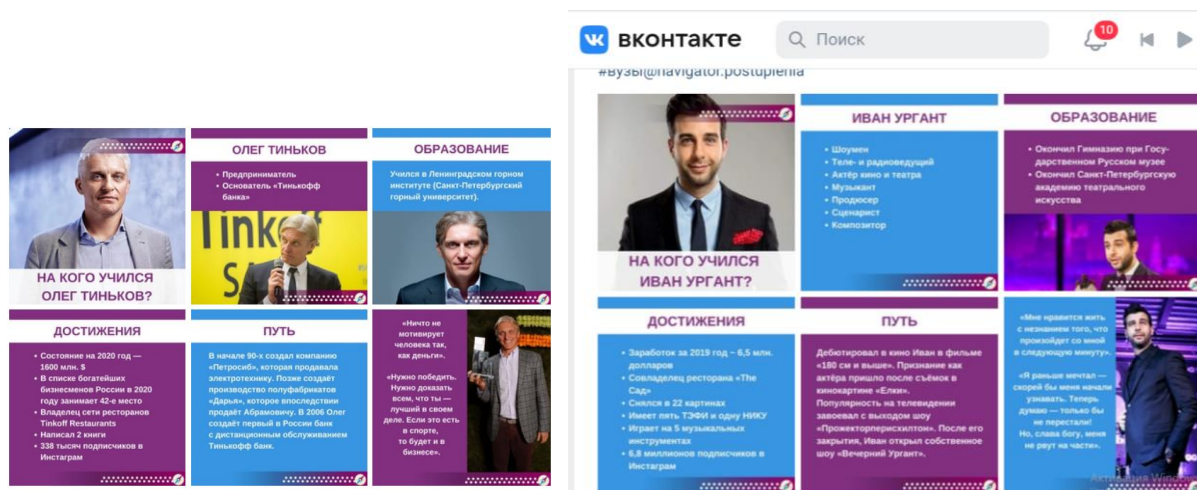 НА КОГО УЧИЛСЯ
ОЛЕГ ТИНЬКОВ?
ОЛЕГ ТИНЬКОВ
• Предприниматель
• Основатель «Тинькофф
банка»
Tink
ОБРАЗОВАНИЕ
Учился в Ленинградском горном
институте (Санкт-Петербургский
горный университет).
ДОСТИЖЕНИЯ
• Состояние на 2020 год —
1600 млн. $
• В списке богатейших
бизнесменов России в 2020
году занимает 42-е место
• Владелец сети ресторанов
Tinkoff Restaurants
• Написал 2 книги
• 338 тысяч подписчиков в
Инстаграм
ПУТЬ
В начале 90-х создал компанию
«Петросиб», которая продавала
электротехнику. Позже создаёт
производство полуфабрикатов
«Дарья», которое впоследствии
продаёт Абрамовичу. В 2006 Олег
создаёт первый в России банк
с дистанционным обслуживанием
Тинькофф банк.
«Ничто не
мотивирует
человека так,
как деньги».
«Нужно победить.
Нужно доказать
всем, что ты —
лучший в своем
деле. Если это есть
в спорте,
то будет и в
бизнесе».
вконтакте
Поиск
10
#вузы@navigator.postuplenia
НА КОГО УЧИЛСЯ
ИВАН УРГАНТ?
ИВАН УРГАНТ
• Шоумен
• Теле- и радиоведущий
• Актёр кино и театра
• Музыкант
• Продюсер
• Сценарист
• Композитор
ОБРАЗОВАНИЕ
• Окончил Гимназию при Госу-
дарственном Русском музее
• Окончил Санкт-Петербургскую
академию театрального
искусства
ДОСТИЖЕНИЯ
• Заработок за 2019 год – 6,5 млн.
долларов
• Совладелец ресторана «The
Сад»
• Снялся в 22 картинах
• Имеет пять ТЭФИ и одну НИКУ
• Играет на 5 музыкальных
инструментах
• 6,8 миллионов подписчиков в
Инстаграм
ПУТЬ
Дебютировал в кино Иван в фильме
«180 см и выше». Признание как
актёра пришло после съёмок в
кинокартине «Елки».
Популярность на телевидении
завоевал с выходом шоу
«Прожекторперисхилтон». После его
закрытия, Иван открыл собственное
шоу «Вечерний Ургант».
«Мне нравится жить
с незнанием того, что
произойдет со мной
в следующую минуту».
«Я раньше мечтал —
скорей бы меня начали
узнавать. Теперь
думаю — только бы
не перестали!
Но, слава богу, меня
не рвут на части».
Активация Windows